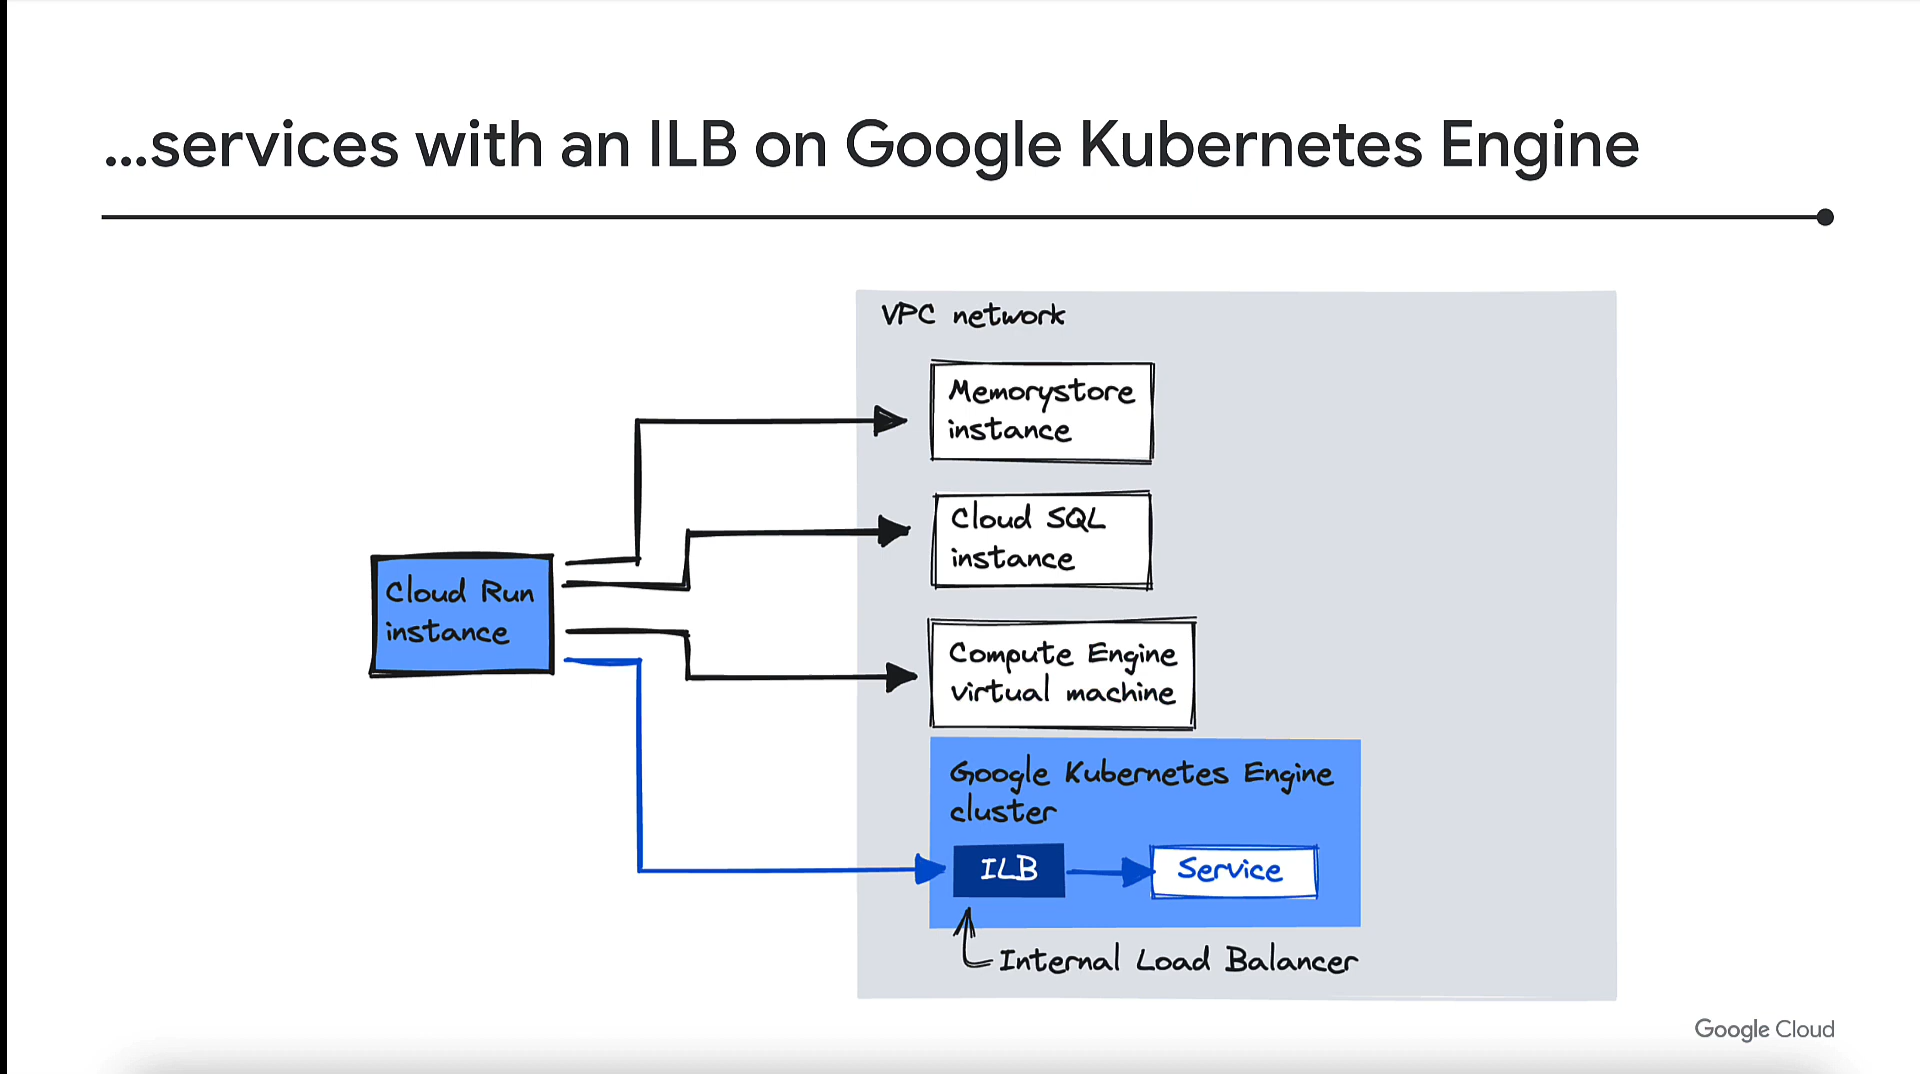 ...services with an ILB on Google Kubernetes Engine
VPC network
Memorystore
instance
Cloud SQL
instance
Cloud Run
instance
Compute Engine
virtual machine
Google Kubernetes Engine
cluster
ILB
Service
Internal Load Balancer
Google Cloud